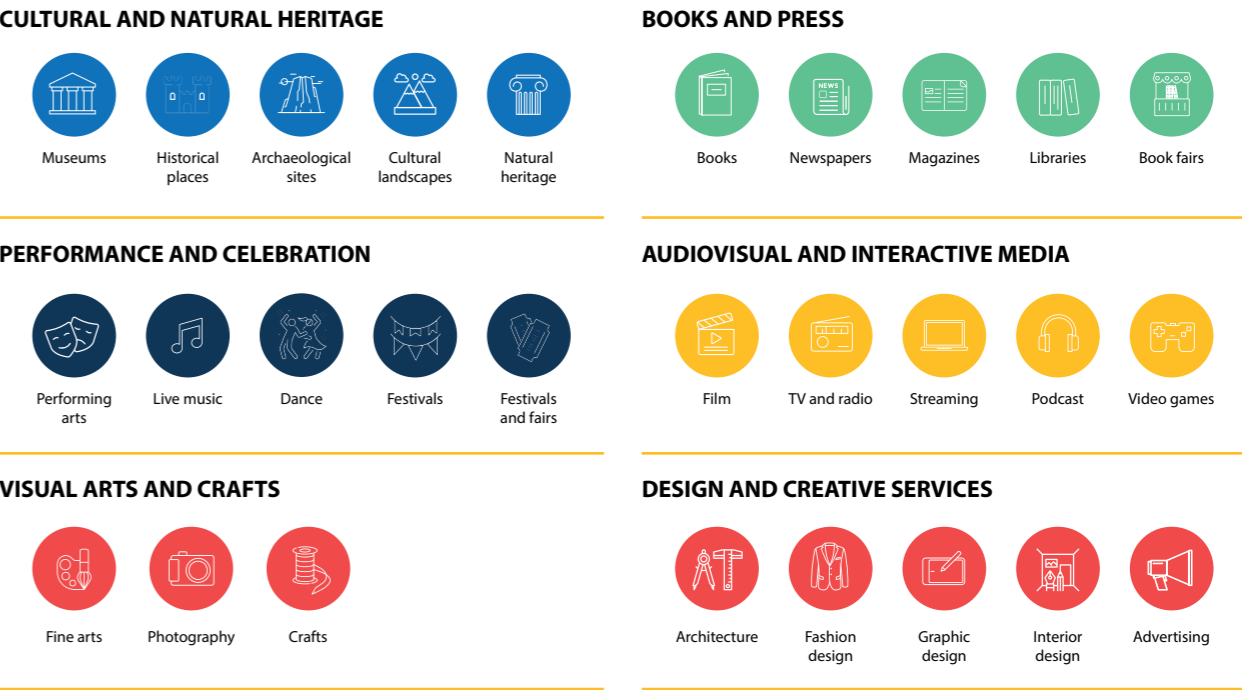 CULTURAL AND NATURAL HERITAGE
Museums
Historical
places
Archaeological
sites
Cultural
landscapes
Natural
heritage
BOOKS AND PRESS
NEWS
Books
Newspapers
Magazines
Libraries
Book fairs
PERFORMANCE AND CELEBRATION
Performing
arts
Live music
Dance
Festivals
Festivals
and fairs
AUDIOVISUAL AND INTERACTIVE MEDIA
Film
TV and radio
Streaming
Podcast
Video games
VISUAL ARTS AND CRAFTS
Fine arts
Photography
Crafts
DESIGN AND CREATIVE SERVICES
Architecture
Fashion
design
Graphic
design
Interior
design
Advertising